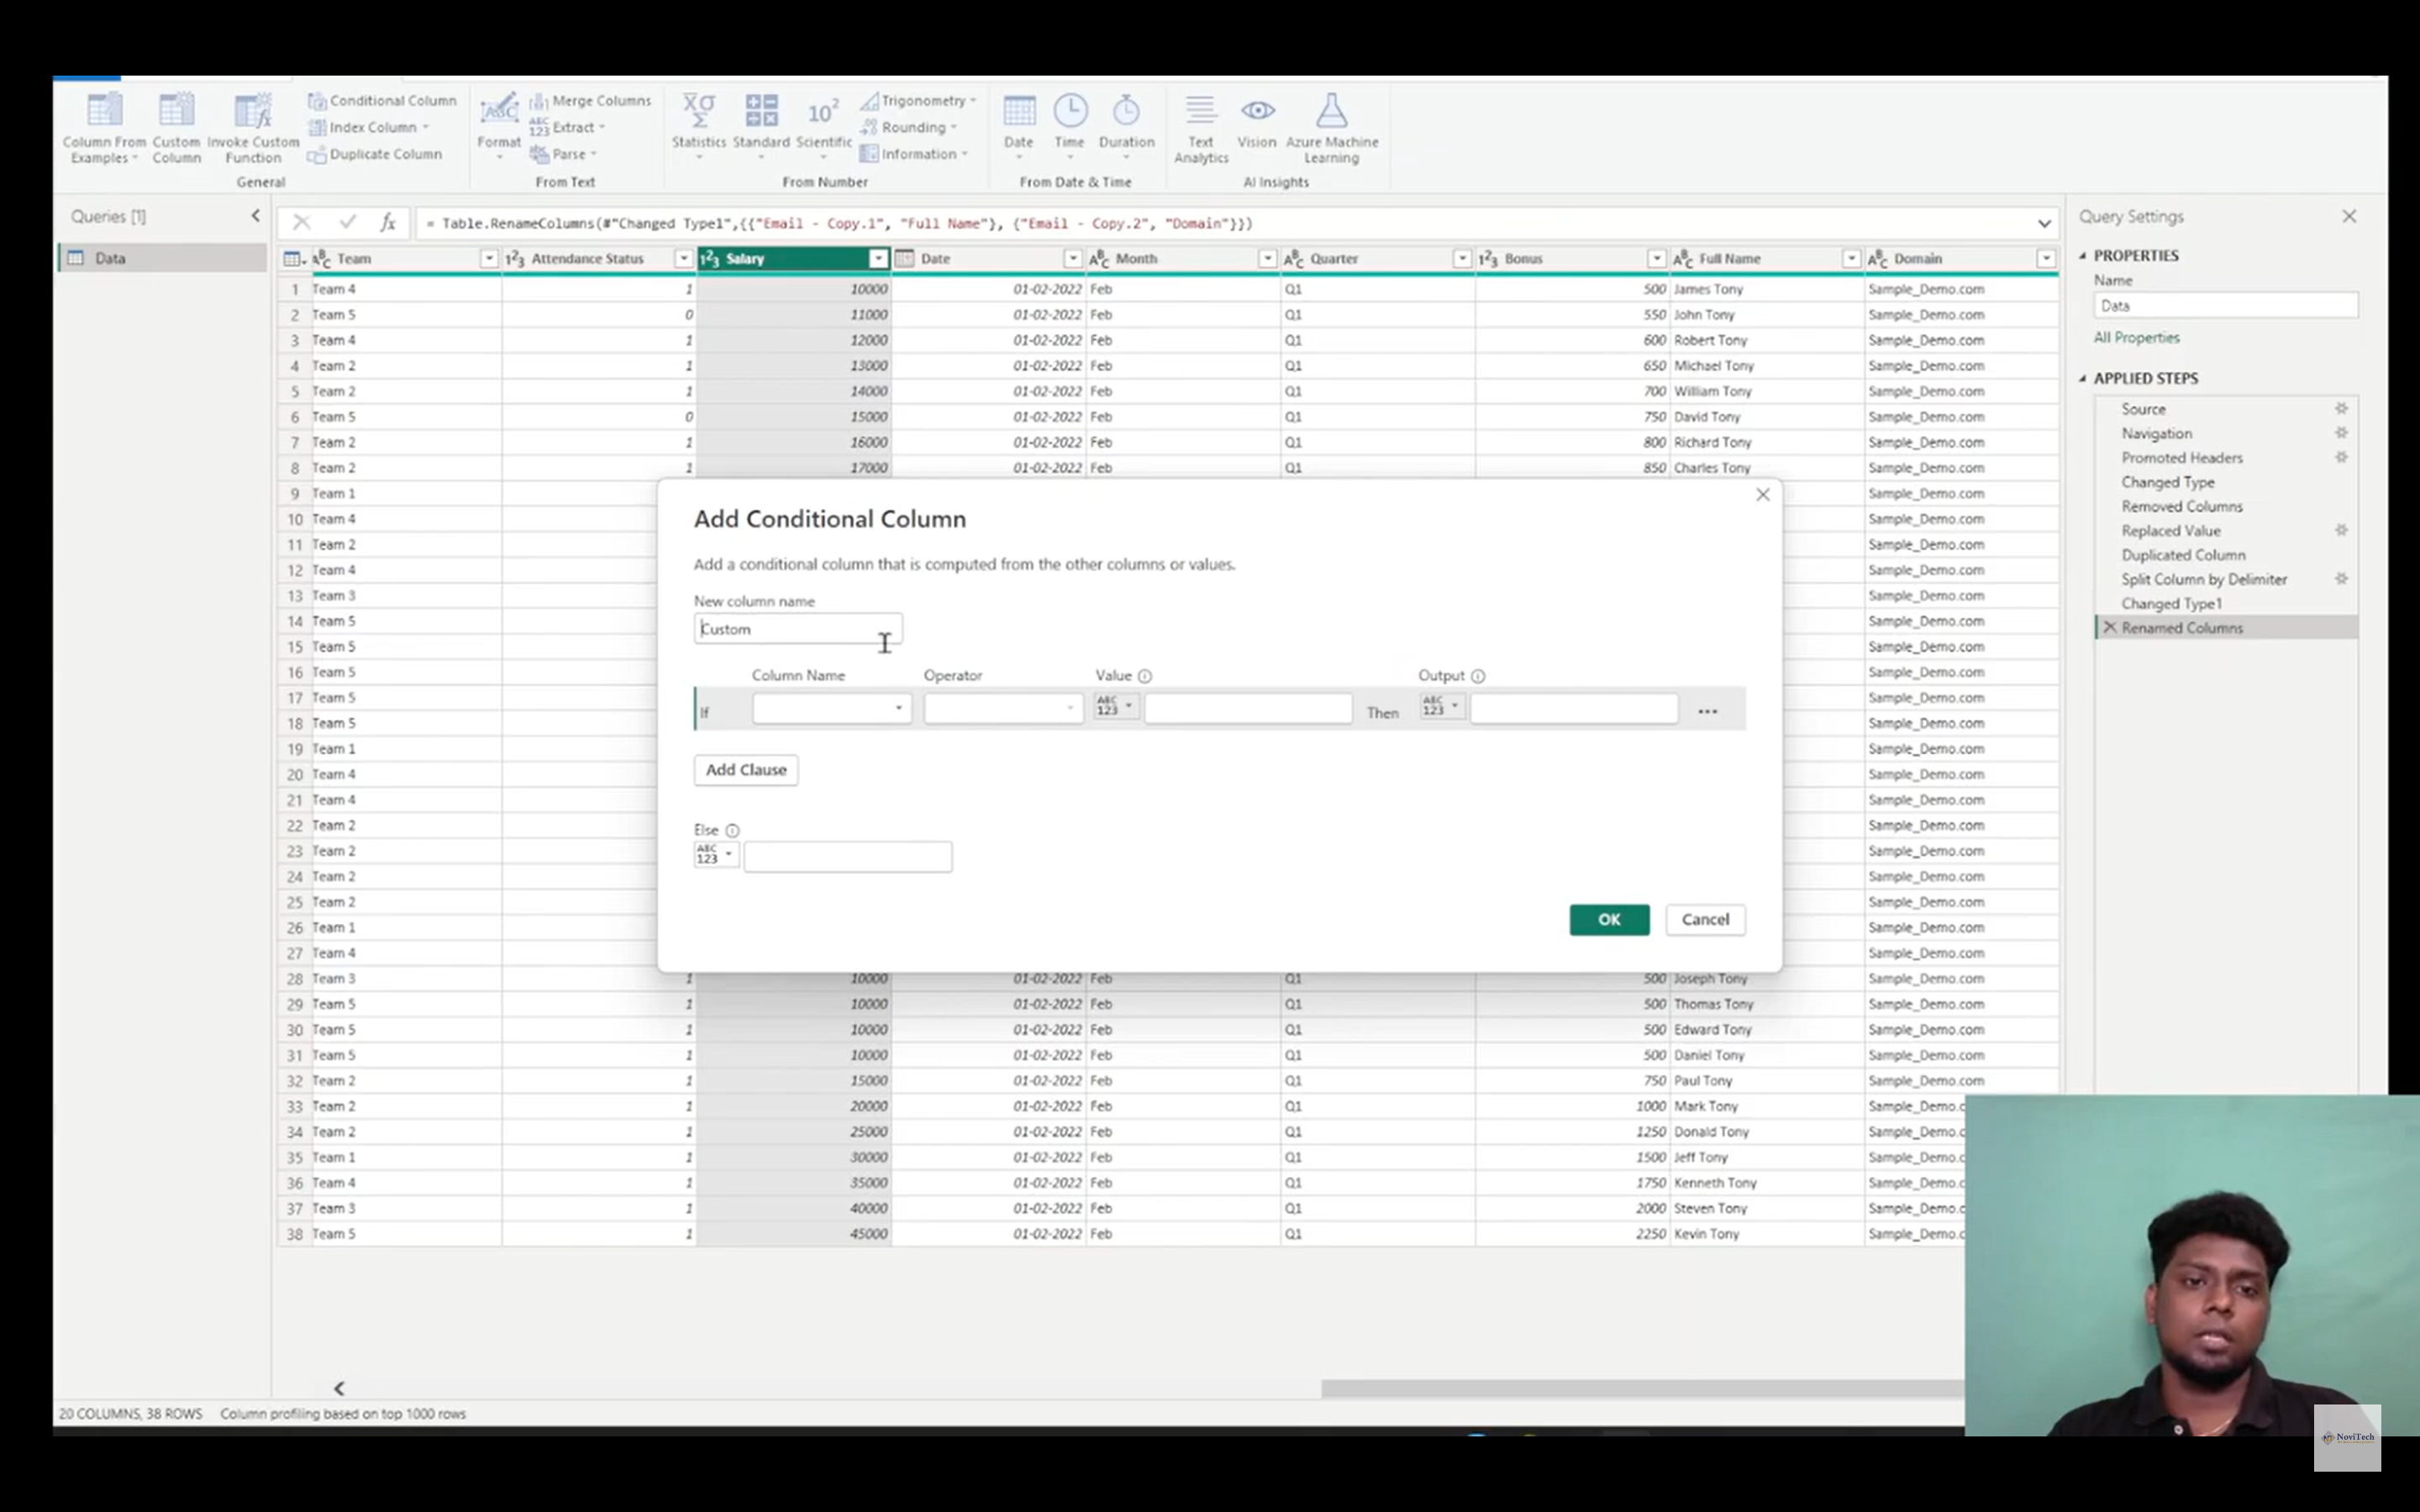 Column From Examples
Custom Column
Invoke Custom Function
Conditional Column
Index Column
Duplicate Column
General
Format
Merge Columns
Extract
Parse
From Text
Statistics
Standard
Scientific
Trigonometry
Rounding
Information
From Number
Date
Time
Duration
From Date & Time
Text Analytics
Vision
Azure Machine Learning
AI Insights
Queries [1]
Data
= Table.RenameColumns(#"Changed Type1",{{"Email - Copy.1", "Full Name"}, {"Email - Copy.2", "Domain"}})
Team Attendance Status Salary Date Month Quarter Bonus Full Name Domain
1 Team 4 1 10000 01-02-2022 Feb Q1 500 James Tony Sample_Demo.com
2 Team 5 0 11000 01-02-2022 Feb Q1 550 John Tony Sample_Demo.com
3 Team 4 1 12000 01-02-2022 Feb Q1 600 Robert Tony Sample_Demo.com
4 Team 2 1 13000 01-02-2022 Feb Q1 650 Michael Tony Sample_Demo.com
5 Team 2 1 14000 01-02-2022 Feb Q1 700 William Tony Sample_Demo.com
6 Team 5 0 15000 01-02-2022 Feb Q1 750 David Tony Sample_Demo.com
7 Team 2 1 16000 01-02-2022 Feb Q1 800 Richard Tony Sample_Demo.com
8 Team 2 1 17000 01-02-2022 Feb Q1 850 Charles Tony Sample_Demo.com
9 Team 1 Sample_Demo.com
10 Team 4 Sample_Demo.com
11 Team 2 Sample_Demo.com
12 Team 4 Sample_Demo.com
13 Team 3 Sample_Demo.com
14 Team 5 Sample_Demo.com
15 Team 5 Sample_Demo.com
16 Team 5 Sample_Demo.com
17 Team 5 Sample_Demo.com
18 Team 5 Sample_Demo.com
19 Team 1 Sample_Demo.com
20 Team 4 Sample_Demo.com
21 Team 4 Sample_Demo.com
22 Team 2 Sample_Demo.com
23 Team 2 Sample_Demo.com
24 Team 2 Sample_Demo.com
25 Team 2 Sample_Demo.com
26 Team 1 Sample_Demo.com
27 Team 4 Sample_Demo.com
28 Team 3 1 10000 01-02-2022 Feb Q1 500 Joseph Tony Sample_Demo.com
29 Team 5 1 10000 01-02-2022 Feb Q1 500 Thomas Tony Sample_Demo.com
30 Team 5 1 10000 01-02-2022 Feb Q1 500 Edward Tony Sample_Demo.com
31 Team 5 1 10000 01-02-2022 Feb Q1 500 Daniel Tony Sample_Demo.com
32 Team 2 1 15000 01-02-2022 Feb Q1 750 Paul Tony Sample_Demo.com
33 Team 2 1 20000 01-02-2022 Feb Q1 1000 Mark Tony Sample_Demo.c
34 Team 2 1 25000 01-02-2022 Feb Q1 1250 Donald Tony Sample_Demo.c
35 Team 1 1 30000 01-02-2022 Feb Q1 1500 Jeff Tony Sample_Demo.c
36 Team 4 1 35000 01-02-2022 Feb Q1 1750 Kenneth Tony Sample_Demo.c
37 Team 3 1 40000 01-02-2022 Feb Q1 2000 Steven Tony Sample_Demo.c
38 Team 5 1 45000 01-02-2022 Feb Q1 2250 Kevin Tony Sample_Demo.c
Add Conditional Column
Add a conditional column that is computed from the other columns or values.
New column name
Custom
Column Name Operator Value Output
If ABC 123 Then ABC 123 ...
Add Clause
Else
ABC 123
OK Cancel
Query Settings
PROPERTIES
Name
Data
All Properties
APPLIED STEPS
Source
Navigation
Promoted Headers
Changed Type
Removed Columns
Replaced Value
Duplicated Column
Split Column by Delimiter
Changed Type1
Renamed Columns
20 COLUMNS, 38 ROWS Column profiling based on top 1000 rows
NoviTech